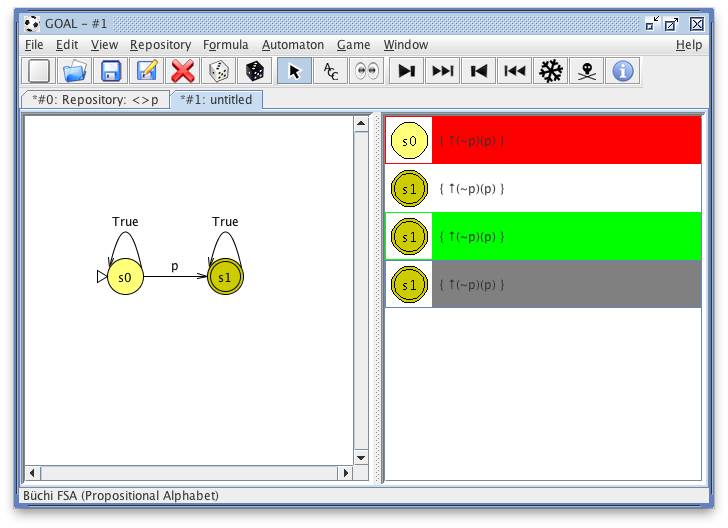 GOAL - #1
File Edit View Repository Formula Automaton Game Window Help
ACC
*#0: Repository: <>p *#1: untitled
True True
p
s0 s1
s0 { ↑(~p)(p) }
s1 { ↑(~p)(p) }
s1 { ↑(~p)(p) }
s1 { ↑(~p)(p) }
Büchi FSA (Propositional Alphabet)